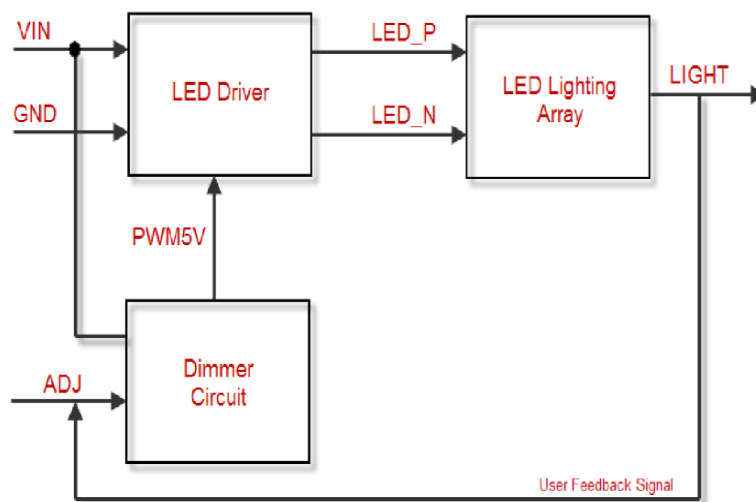 VIN
LED Driver
LED_P
LED Lighting
Array
LIGHT
GND
LED_N
PWM5V
Dimmer
Circuit
ADJ
User Feedback Signal